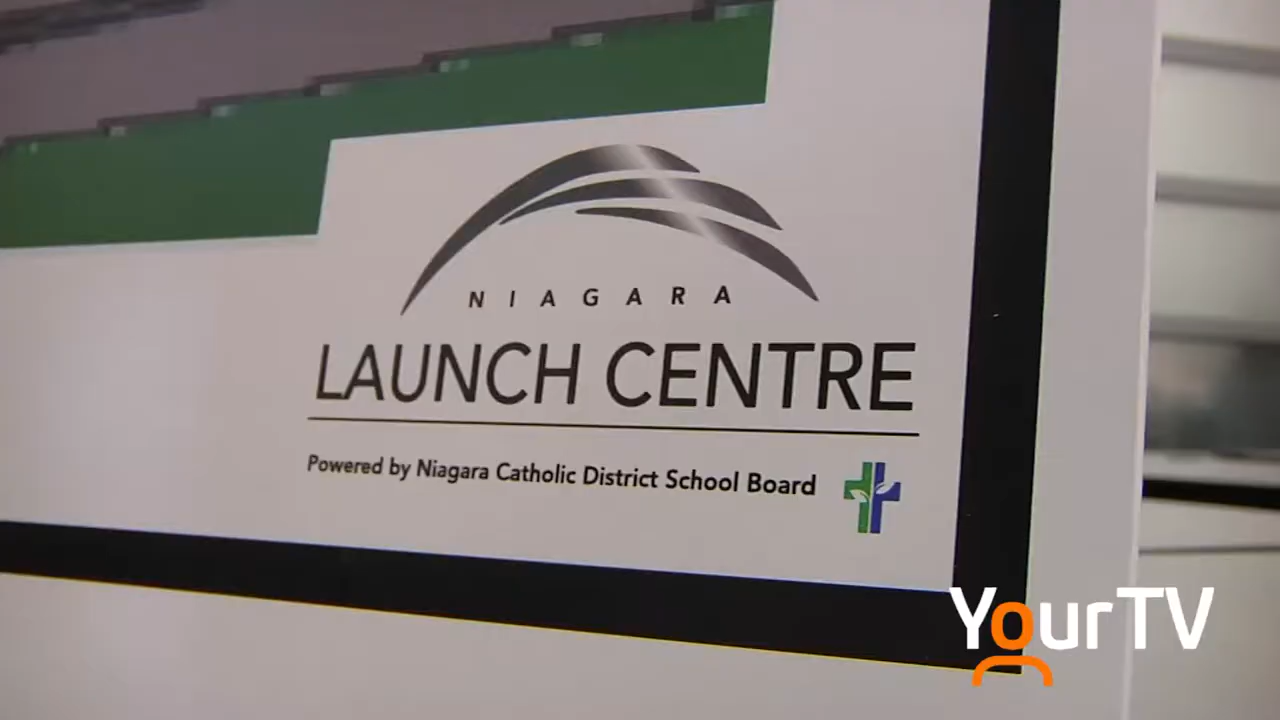 NIAGARA
LAUNCH CENTRE
Powered by Niagara Catholic District School Board
YourTV